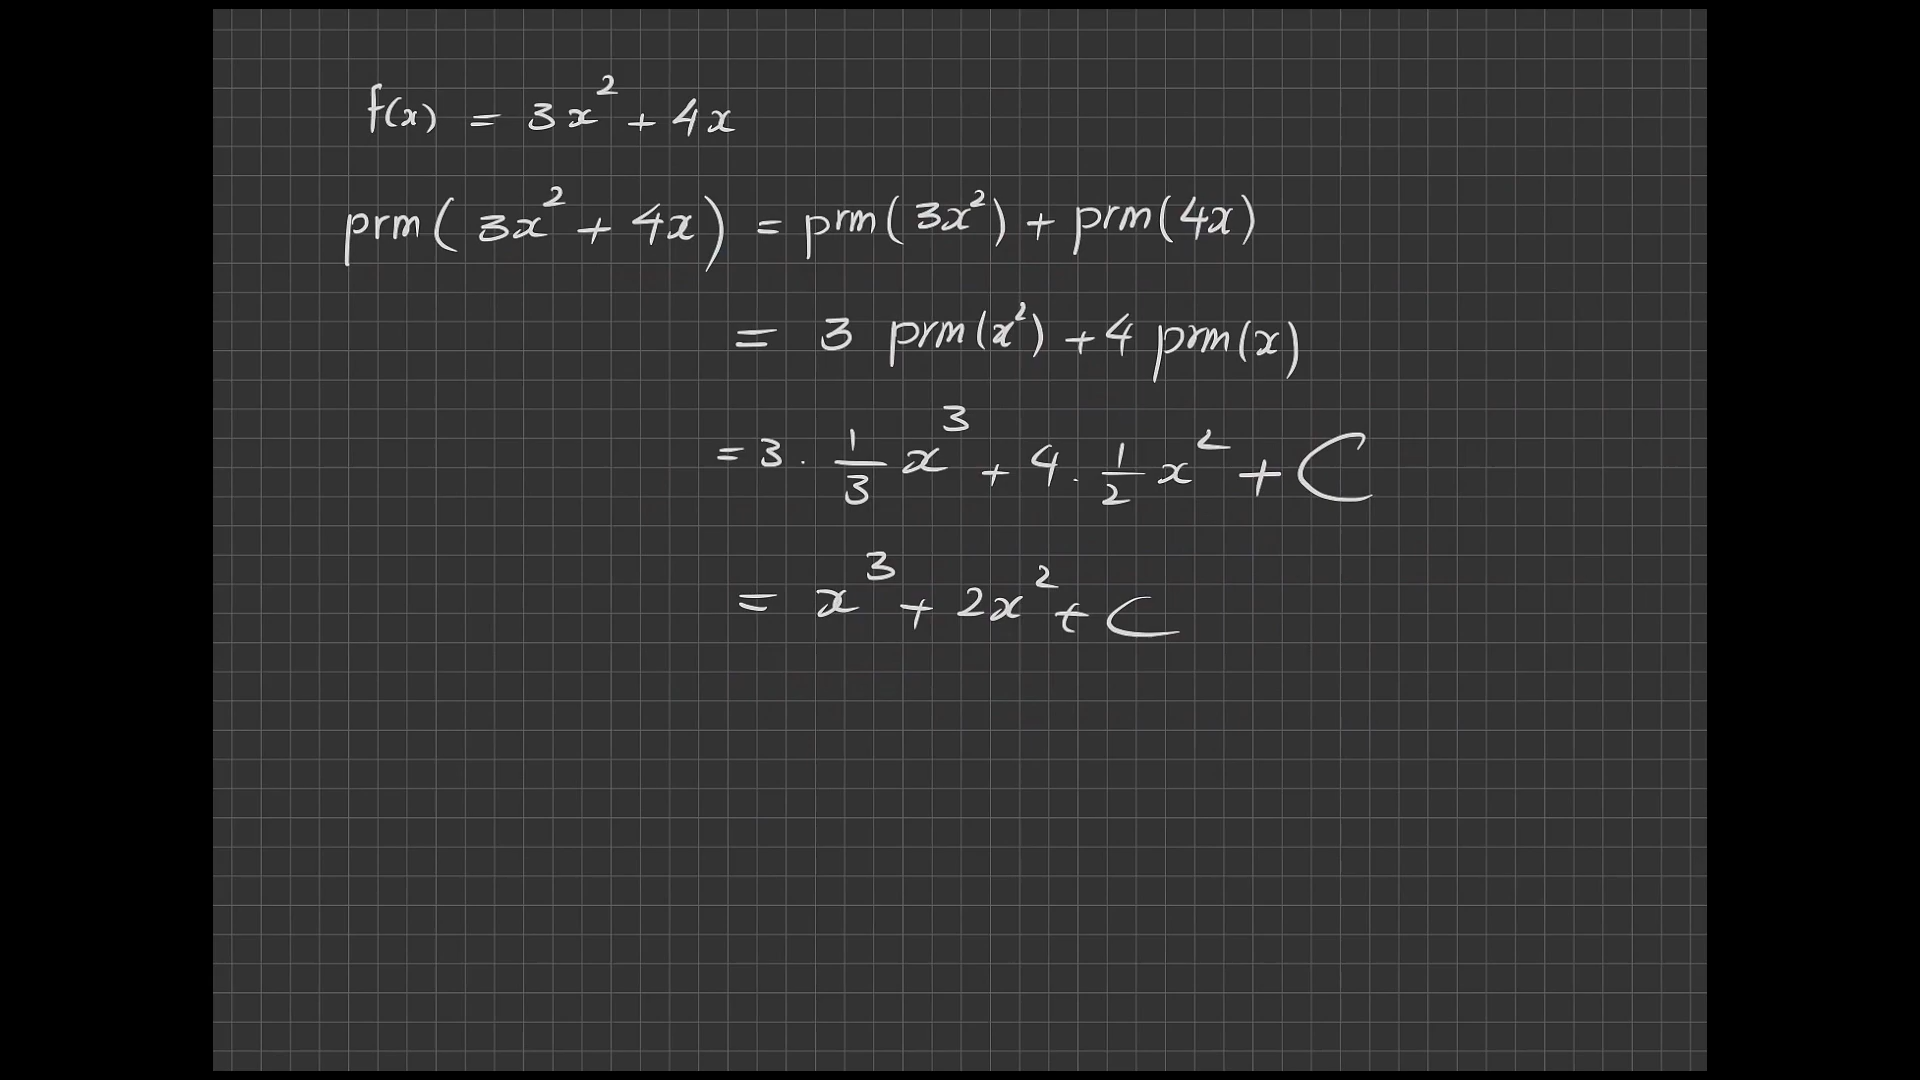 f(x) = 3x² + 4x
prm(3x² + 4x) = prm(3x²) + prm(4x)
= 3 prm(x²) + 4 prm(x)
= 3 · 1/3 x³ + 4 · 1/2 x² + C
= x³ + 2x² + C